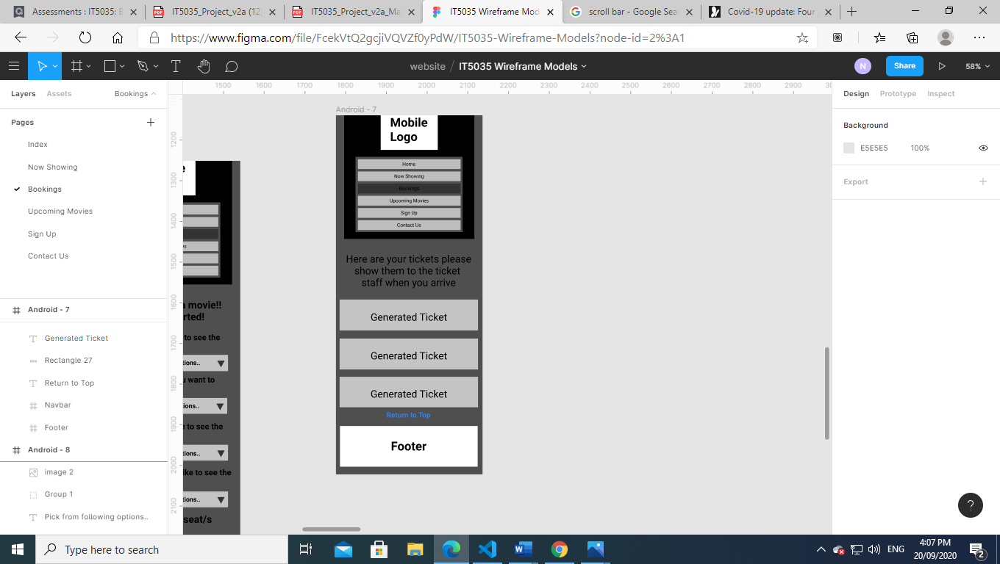 Assessments : IT5035: B
IT5035_Project_v2a (12
IT5035_Project_v2a_Ma
IT5035 Wireframe Mod
scroll bar - Google Sea
Covid-19 update: Four
https://www.figma.com/file/FcekVtQ2gcjiVQVZf0yPdW/IT5035-Wireframe-Models?node-id=2%3A1
website / IT5035 Wireframe Models
N
Share
58%
Layers
Assets
Bookings
1500 1600 1700 1800 1900 2000 2100 2200 2300 2400 2500 2600 2700 2800 2900 30
Design
Prototype
Inspect
Pages
Index
Now Showing
Bookings
Upcoming Movies
Sign Up
Contact Us
Android - 7
Generated Ticket
Rectangle 27
Return to Top
Navbar
Footer
Android - 8
image 2
Group 1
Pick from following options..
1200
1300
1400
1500
1600
1700
1800
1900
2000
2100
e
es
a movie!!
rted!
to see the
tions..
u want to
ions..
e to see the
tions..
ike to see the
tions..
seat/s
Android - 7
Mobile
Logo
Home
Now Showing
Bookings
Upcoming Movies
Sign Up
Contact Us
Here are your tickets please
show them to the ticket
staff when you arrive
Generated Ticket
Generated Ticket
Generated Ticket
Return to Top
Footer
Background
E5E5E5 100%
Export
?
Type here to search
ENG
4:07 PM
20/09/2020
2